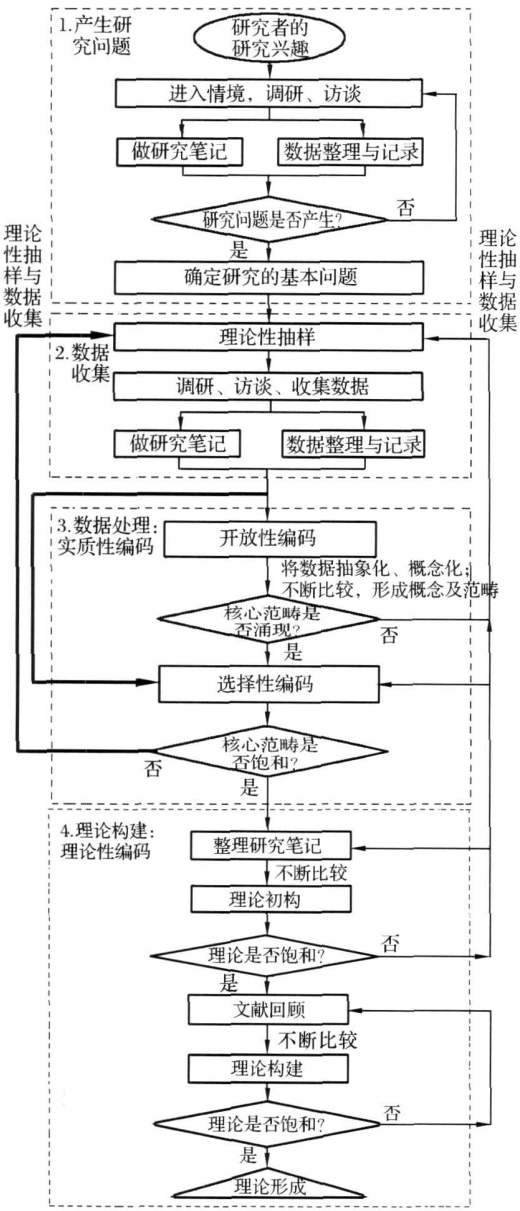 1.产生研
究问题
研究者的
研究兴趣
进入情境，调研、访谈
做研究笔记
数据整理与记录
研究问题是否产生?
否
是
确定研究的基本问题
理论
性抽
样与
数据
收集
理论
性抽
样与
数据
收集
2.数据
收集
理论性抽样
调研、访谈、收集数据
做研究笔记
数据整理与记录
3.数据处理:
实质性编码
开放性编码
将数据抽象化、概念化;
不断比较，形成概念及范畴
核心范畴是
否涌现?
否
是
选择性编码
核心范畴是
否饱和?
否
是
4.理论构建:
理论性编码
整理研究笔记
不断比较
理论初构
理论是否饱和?
否
是
文献回顾
不断比较
理论构建
理论是否饱和?
否
是
理论形成